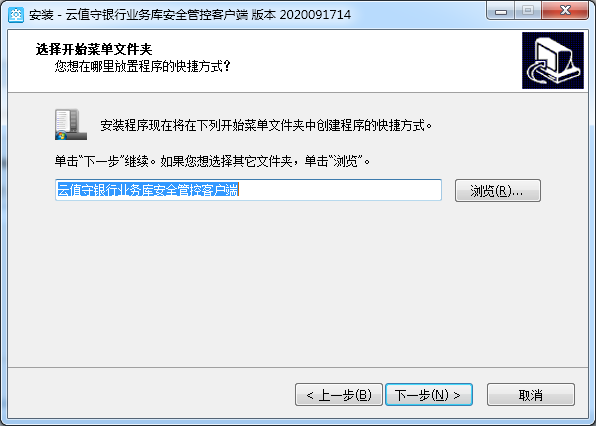 安装 - 云值守银行业务库安全管控客户端 版本 2020091714
选择开始菜单文件夹
您想在哪里放置程序的快捷方式?
安装程序现在将在下列开始菜单文件夹中创建程序的快捷方式。
单击“下一步”继续。如果您想选择其它文件夹，单击“浏览”。
云值守银行业务库安全管控客户端
浏览(R)...
< 上一步(B)
下一步(N) >
取消